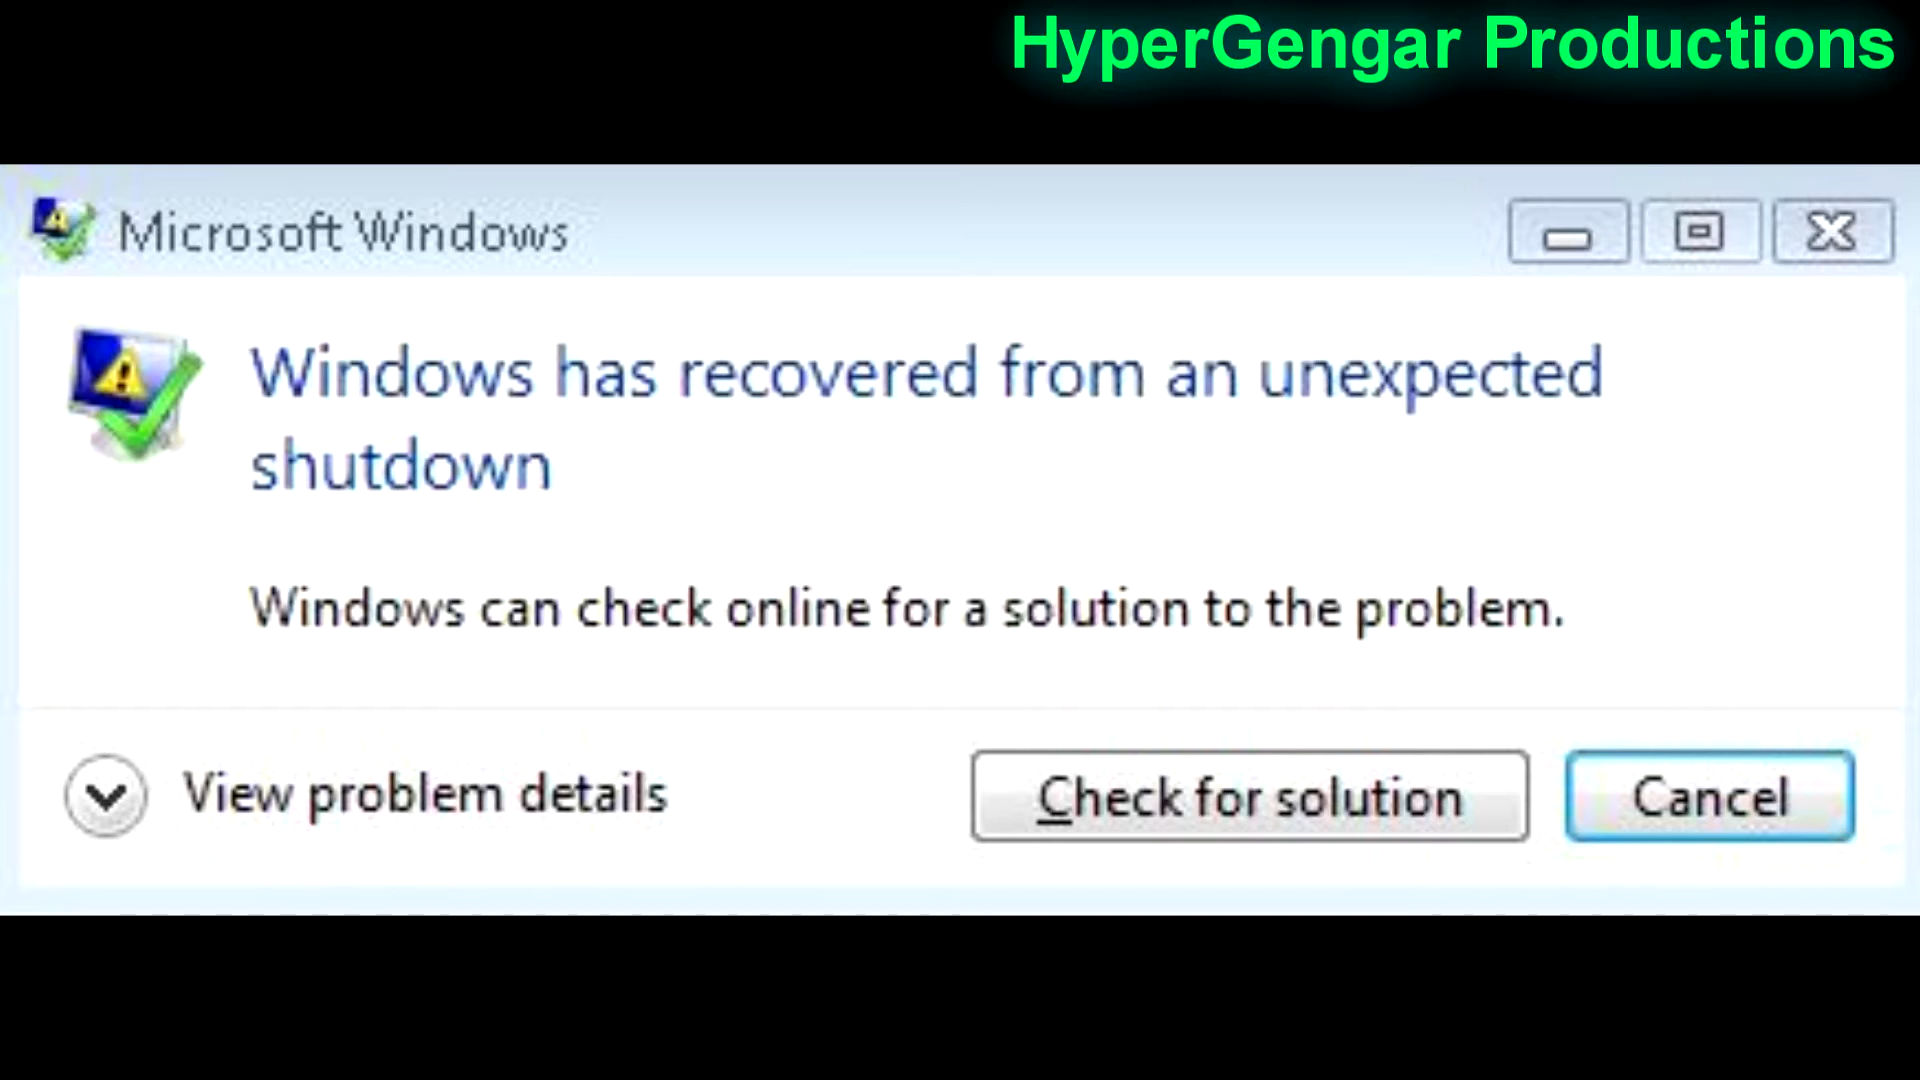 HyperGengar Productions
Microsoft Windows
Windows has recovered from an unexpected
shutdown
Windows can check online for a solution to the problem.
View problem details
Check for solution
Cancel